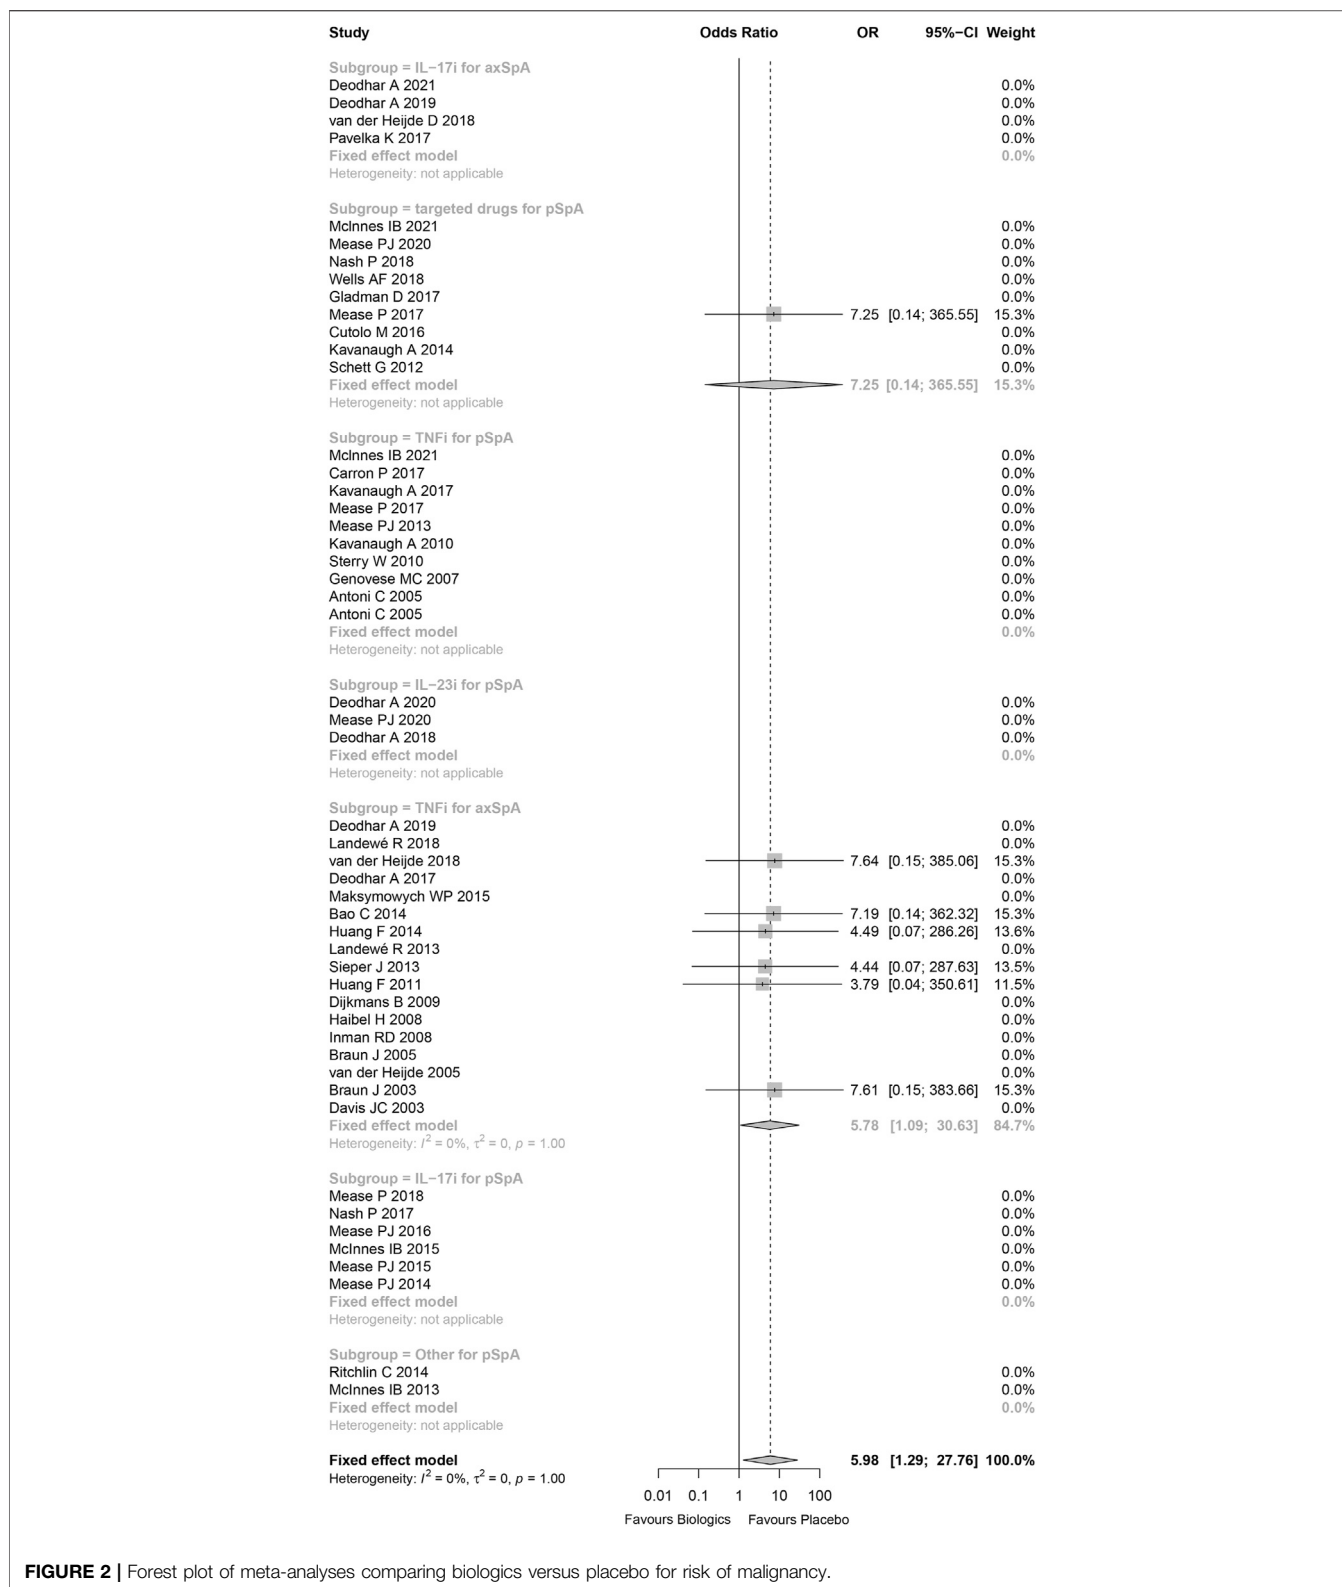 Study Odds Ratio OR 95%−CI Weight
Subgroup = IL−17i for axSpA
Deodhar A 2021 0.0%
Deodhar A 2019 0.0%
van der Heijde D 2018 0.0%
Pavelka K 2017 0.0%
Fixed effect model 0.0%
Heterogeneity: not applicable
Subgroup = targeted drugs for pSpA
McInnes IB 2021 0.0%
Mease PJ 2020 0.0%
Nash P 2018 0.0%
Wells AF 2018 0.0%
Gladman D 2017 0.0%
Mease P 2017 7.25 [0.14; 365.55] 15.3%
Cutolo M 2016 0.0%
Kavanaugh A 2014 0.0%
Schett G 2012 0.0%
Fixed effect model 7.25 [0.14; 365.55] 15.3%
Heterogeneity: not applicable
Subgroup = TNFi for pSpA
McInnes IB 2021 0.0%
Carron P 2017 0.0%
Kavanaugh A 2017 0.0%
Mease P 2017 0.0%
Mease PJ 2013 0.0%
Kavanaugh A 2010 0.0%
Sterry W 2010 0.0%
Genovese MC 2007 0.0%
Antoni C 2005 0.0%
Antoni C 2005 0.0%
Fixed effect model 0.0%
Heterogeneity: not applicable
Subgroup = IL−23i for pSpA
Deodhar A 2020 0.0%
Mease PJ 2020 0.0%
Deodhar A 2018 0.0%
Fixed effect model 0.0%
Heterogeneity: not applicable
Subgroup = TNFi for axSpA
Deodhar A 2019 0.0%
Landewé R 2018 0.0%
van der Heijde 2018 7.64 [0.15; 385.06] 15.3%
Deodhar A 2017 0.0%
Maksymowych WP 2015 0.0%
Bao C 2014 7.19 [0.14; 362.32] 15.3%
Huang F 2014 4.49 [0.07; 286.26] 13.6%
Landewé R 2013 0.0%
Sieper J 2013 4.44 [0.07; 287.63] 13.5%
Huang F 2011 3.79 [0.04; 350.61] 11.5%
Dijkmans B 2009 0.0%
Haibel H 2008 0.0%
Inman RD 2008 0.0%
Braun J 2005 0.0%
van der Heijde 2005 0.0%
Braun J 2003 7.61 [0.15; 383.66] 15.3%
Davis JC 2003 0.0%
Fixed effect model 5.78 [1.09; 30.63] 84.7%
Heterogeneity: I² = 0%, τ² = 0, p = 1.00
Subgroup = IL−17i for pSpA
Mease P 2018 0.0%
Nash P 2017 0.0%
Mease PJ 2016 0.0%
McInnes IB 2015 0.0%
Mease PJ 2015 0.0%
Mease PJ 2014 0.0%
Fixed effect model 0.0%
Heterogeneity: not applicable
Subgroup = Other for pSpA
Ritchlin C 2014 0.0%
McInnes IB 2013 0.0%
Fixed effect model 0.0%
Heterogeneity: not applicable
Fixed effect model 5.98 [1.29; 27.76] 100.0%
Heterogeneity: I² = 0%, τ² = 0, p = 1.00
0.01 0.1 1 10 100
Favours Biologics Favours Placebo
FIGURE 2 | Forest plot of meta-analyses comparing biologics versus placebo for risk of malignancy.